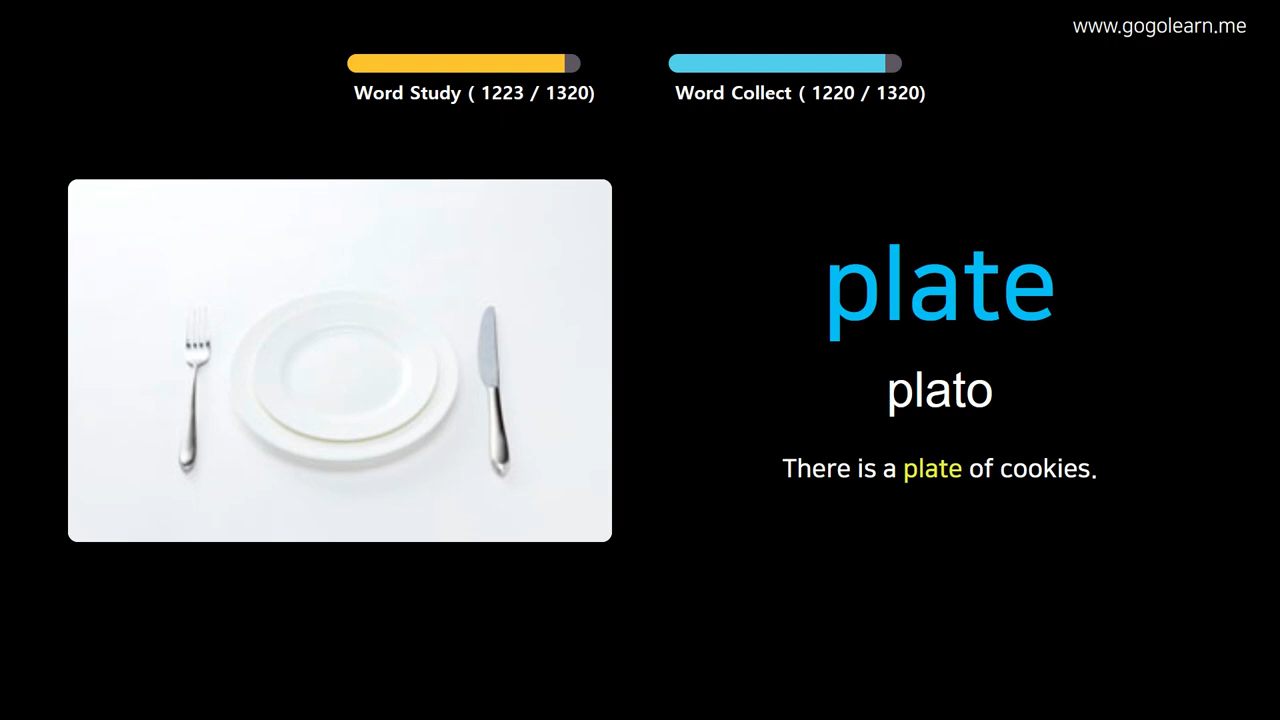 www.gogolearn.me
Word Study ( 1223 / 1320)
Word Collect ( 1220 / 1320)
plate
plato
There is a plate of cookies.